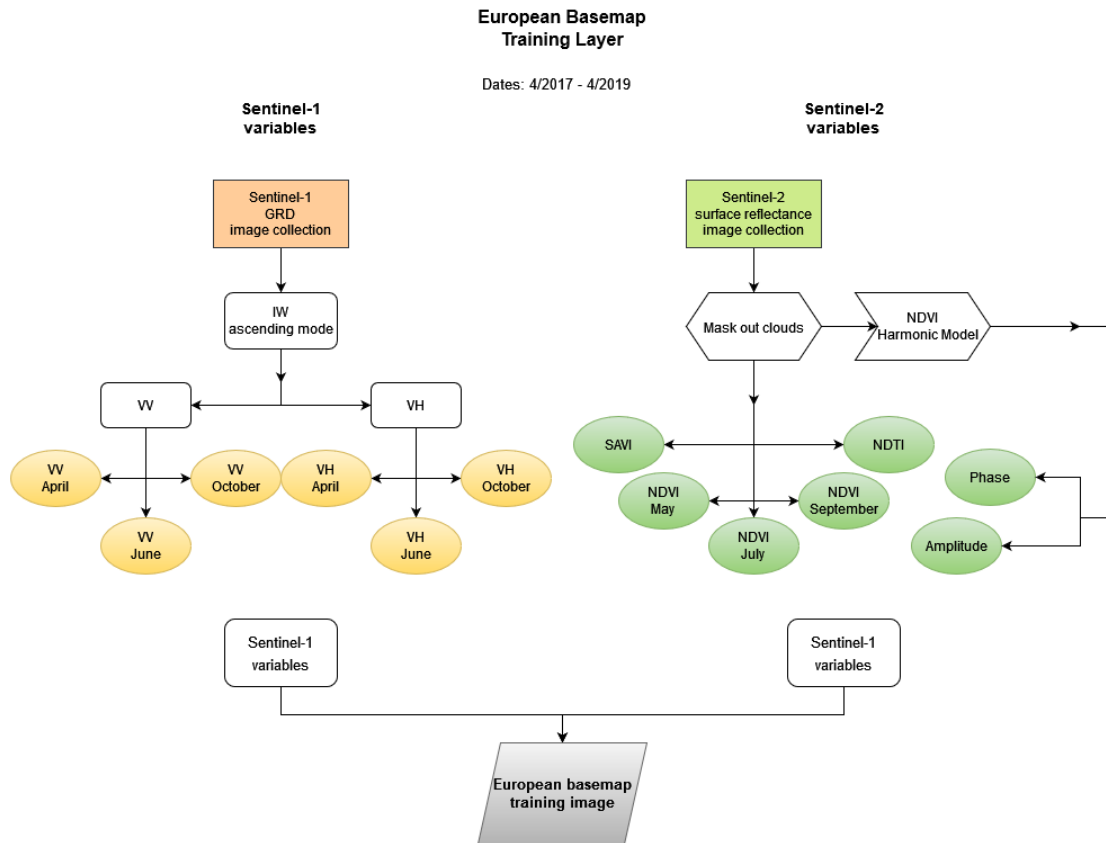 European Basemap
Training Layer
Dates: 4/2017 - 4/2019
Sentinel-1
variables
Sentinel-2
variables
Sentinel-1
GRD
image collection
Sentinel-2
surface reflectance
image collection
IW
ascending mode
Mask out clouds
NDVI
Harmonic Model
VV
VH
SAVI
NDTI
VV
April
VV
October
VH
April
VH
October
Phase
NDVI
May
NDVI
September
VV
June
VH
June
NDVI
July
Amplitude
Sentinel-1
variables
Sentinel-1
variables
European basemap
training image